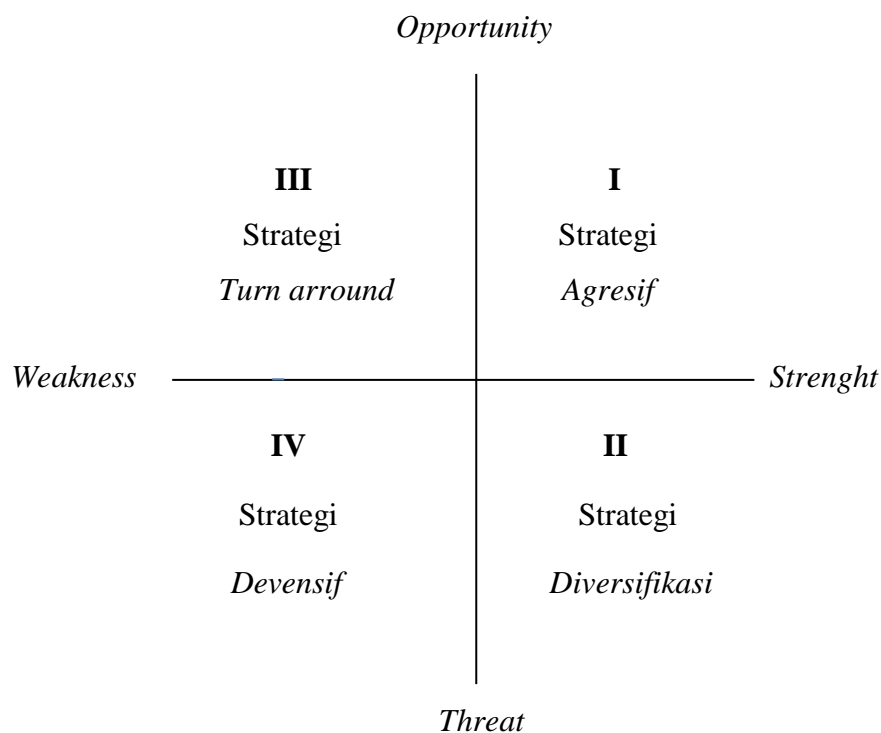 Opportunity
III
Strategi
Turn arround
I
Strategi
Agresif
Weakness
Strenght
IV
Strategi
Devensif
II
Strategi
Diversifikasi
Threat